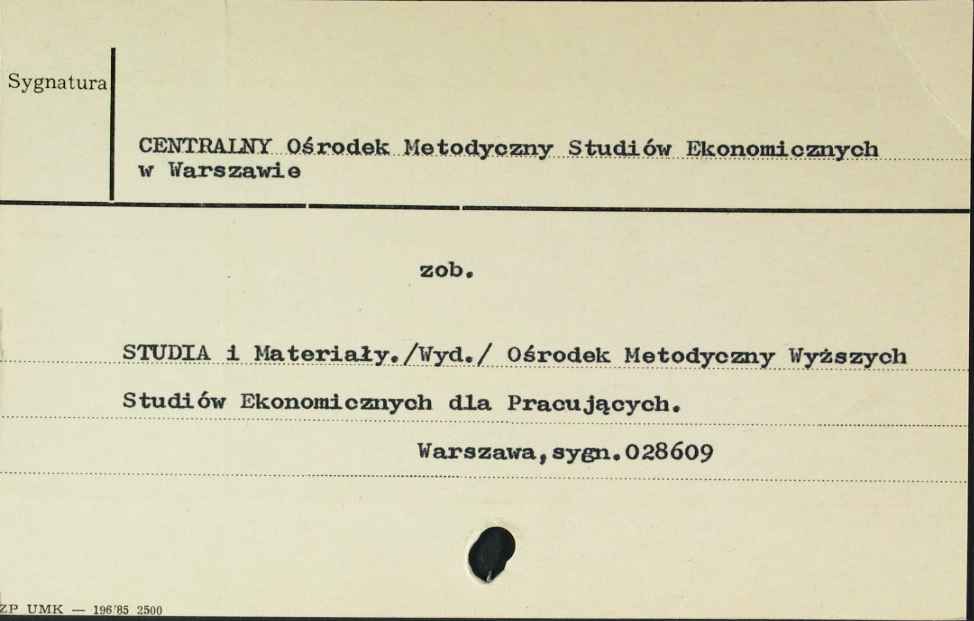 Sygnatura
CENTRALNY Ośrodek Metodyczny Studiów Ekonomicznych
w Warszawie
zob.
STUDIA i Materiały./Wyd./ Ośrodek Metodyczny Wyższych
Studiów Ekonomicznych dla Pracujących.
Warszawa,sygn.028609
ZP UMK — 196'85 2500